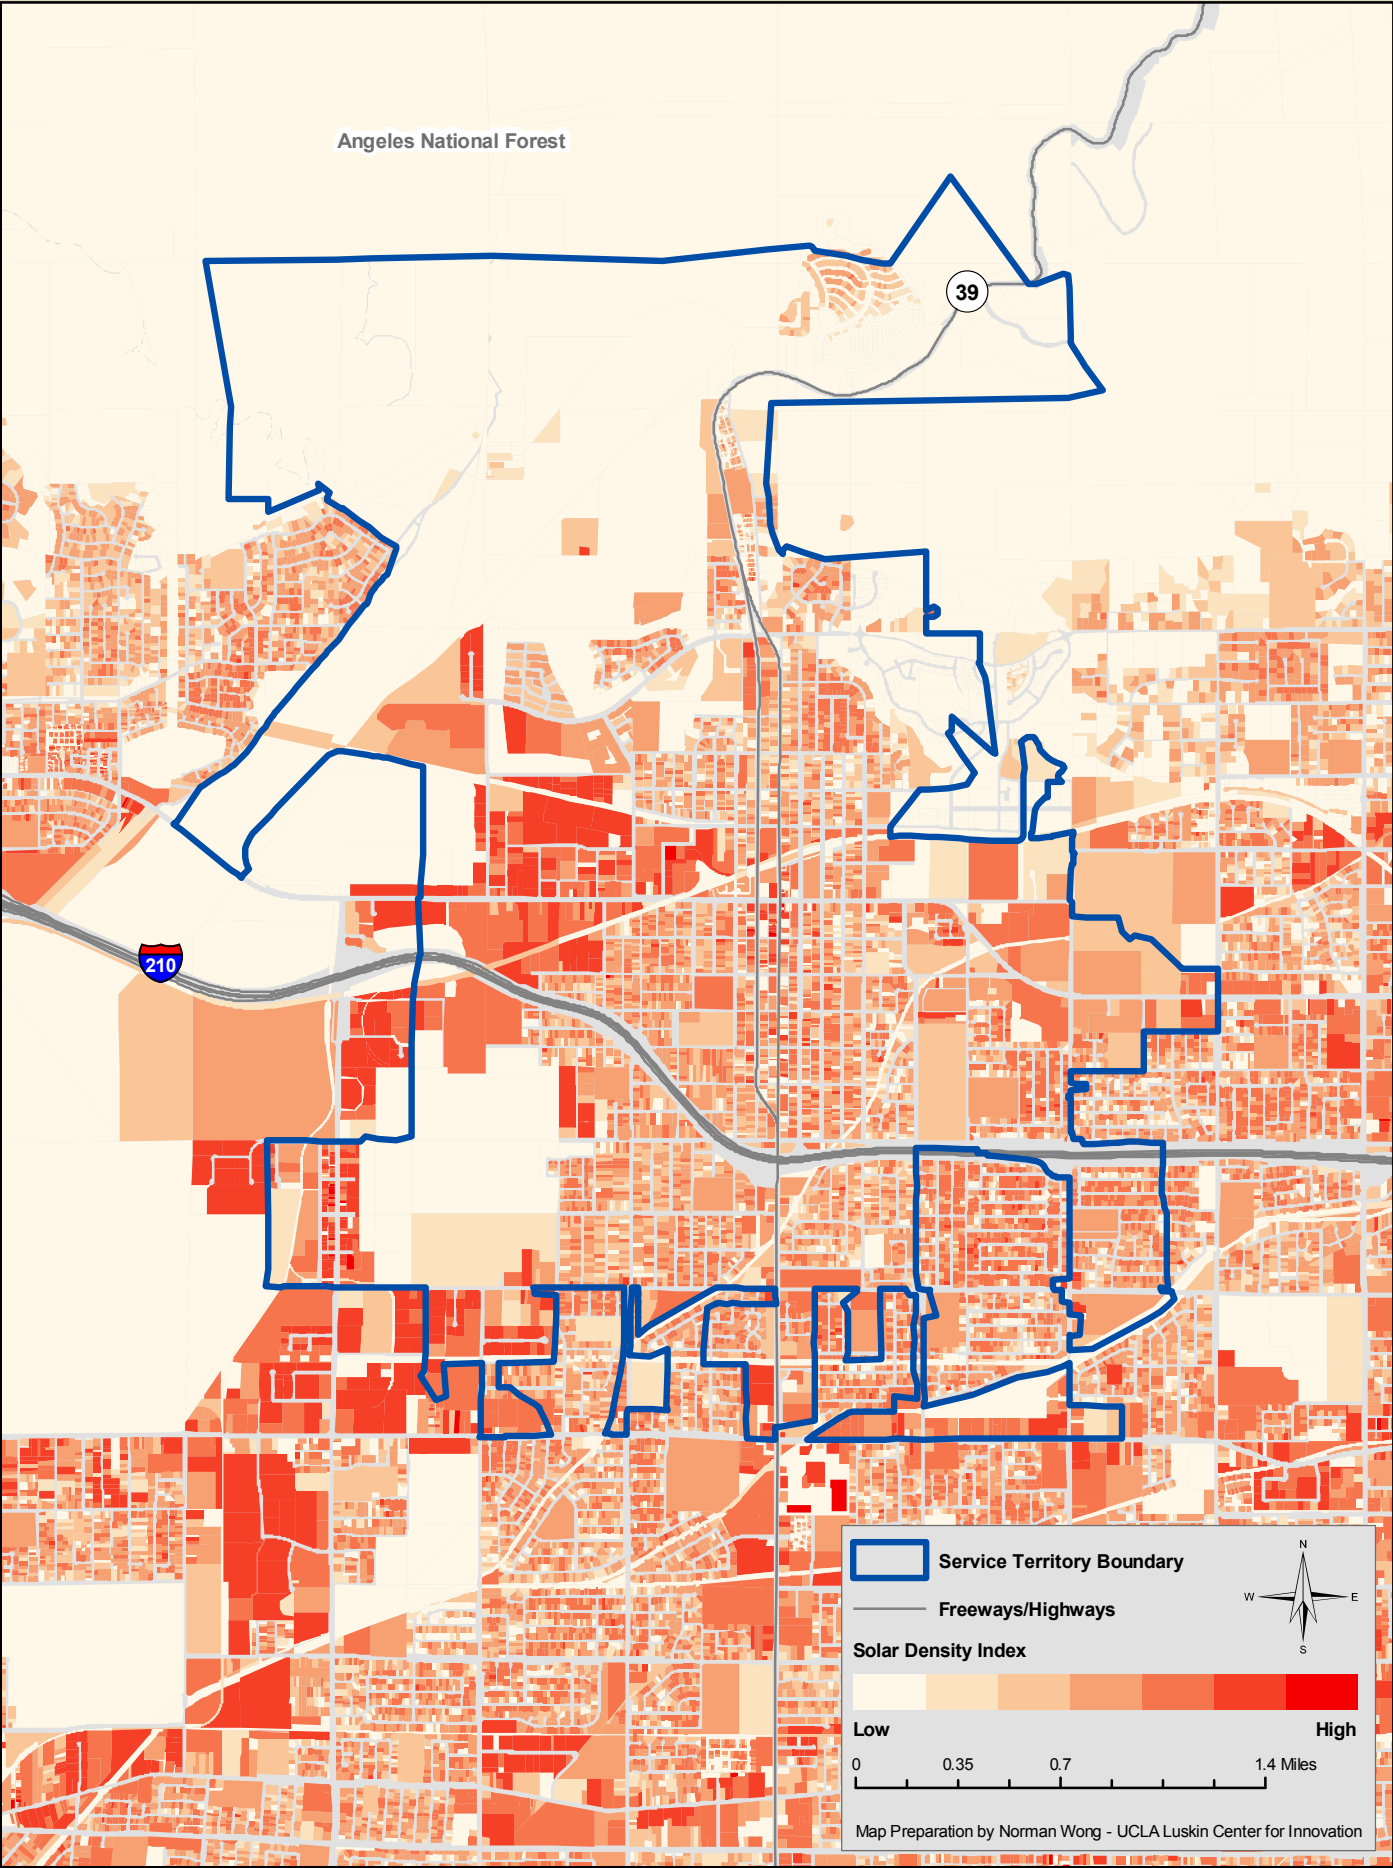 Angeles National Forest
39
210
Service Territory Boundary
Freeways/Highways
Solar Density Index
Low High
0 0.35 0.7 1.4 Miles
N
W E
S
Map Preparation by Norman Wong - UCLA Luskin Center for Innovation